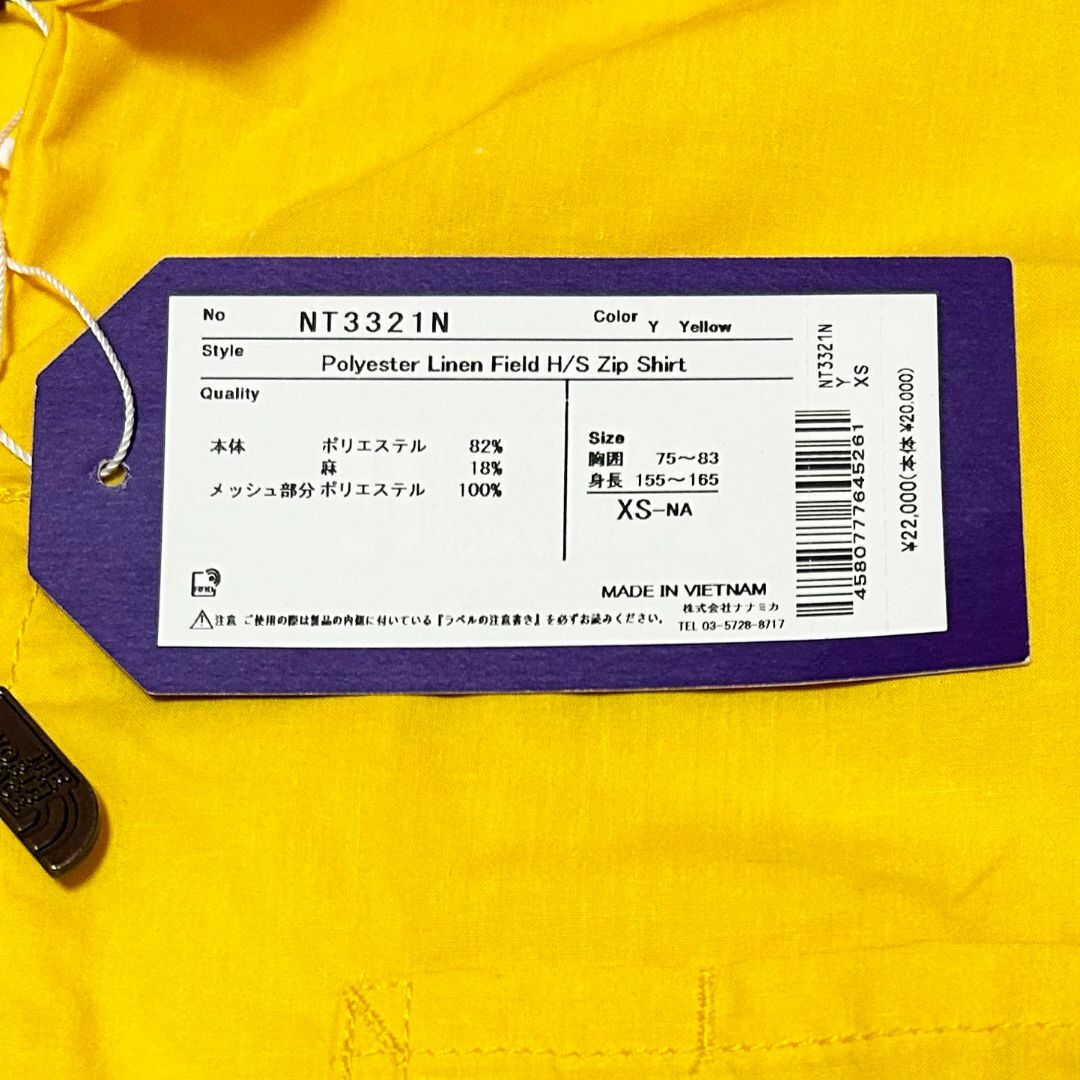 No NT3321N Color Y Yellow
Style Polyester Linen Field H/S Zip Shirt
Quality
本体 ポリエステル 82%
麻 18%
メッシュ部分 ポリエステル 100%
Size
胸囲 75～83
身長 155～165
XS-NA
MADE IN VIETNAM
株式会社ナナミカ
TEL 03-5728-8717
注意 ご使用の際は製品の内側に付いている『ラベルの注意書き』を必ずお読みください。
NT3321N
Y
XS
4580777645261
¥22,000(本体¥20,000)
THE
NORTH
FACE